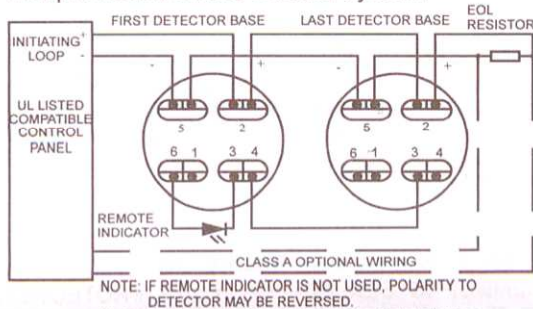 FIRST DETECTOR BASE LAST DETECTOR BASE EOL
RESISTOR
INITIATING
LOOP
+
-
- + - +
UL LISTED
COMPATIBLE
CONTROL
PANEL
5 2 5 2
6 1 3 4 6 1 3 4
REMOTE
INDICATOR
CLASS A OPTIONAL WIRING
NOTE: IF REMOTE INDICATOR IS NOT USED, POLARITY TO
DETECTOR MAY BE REVERSED.